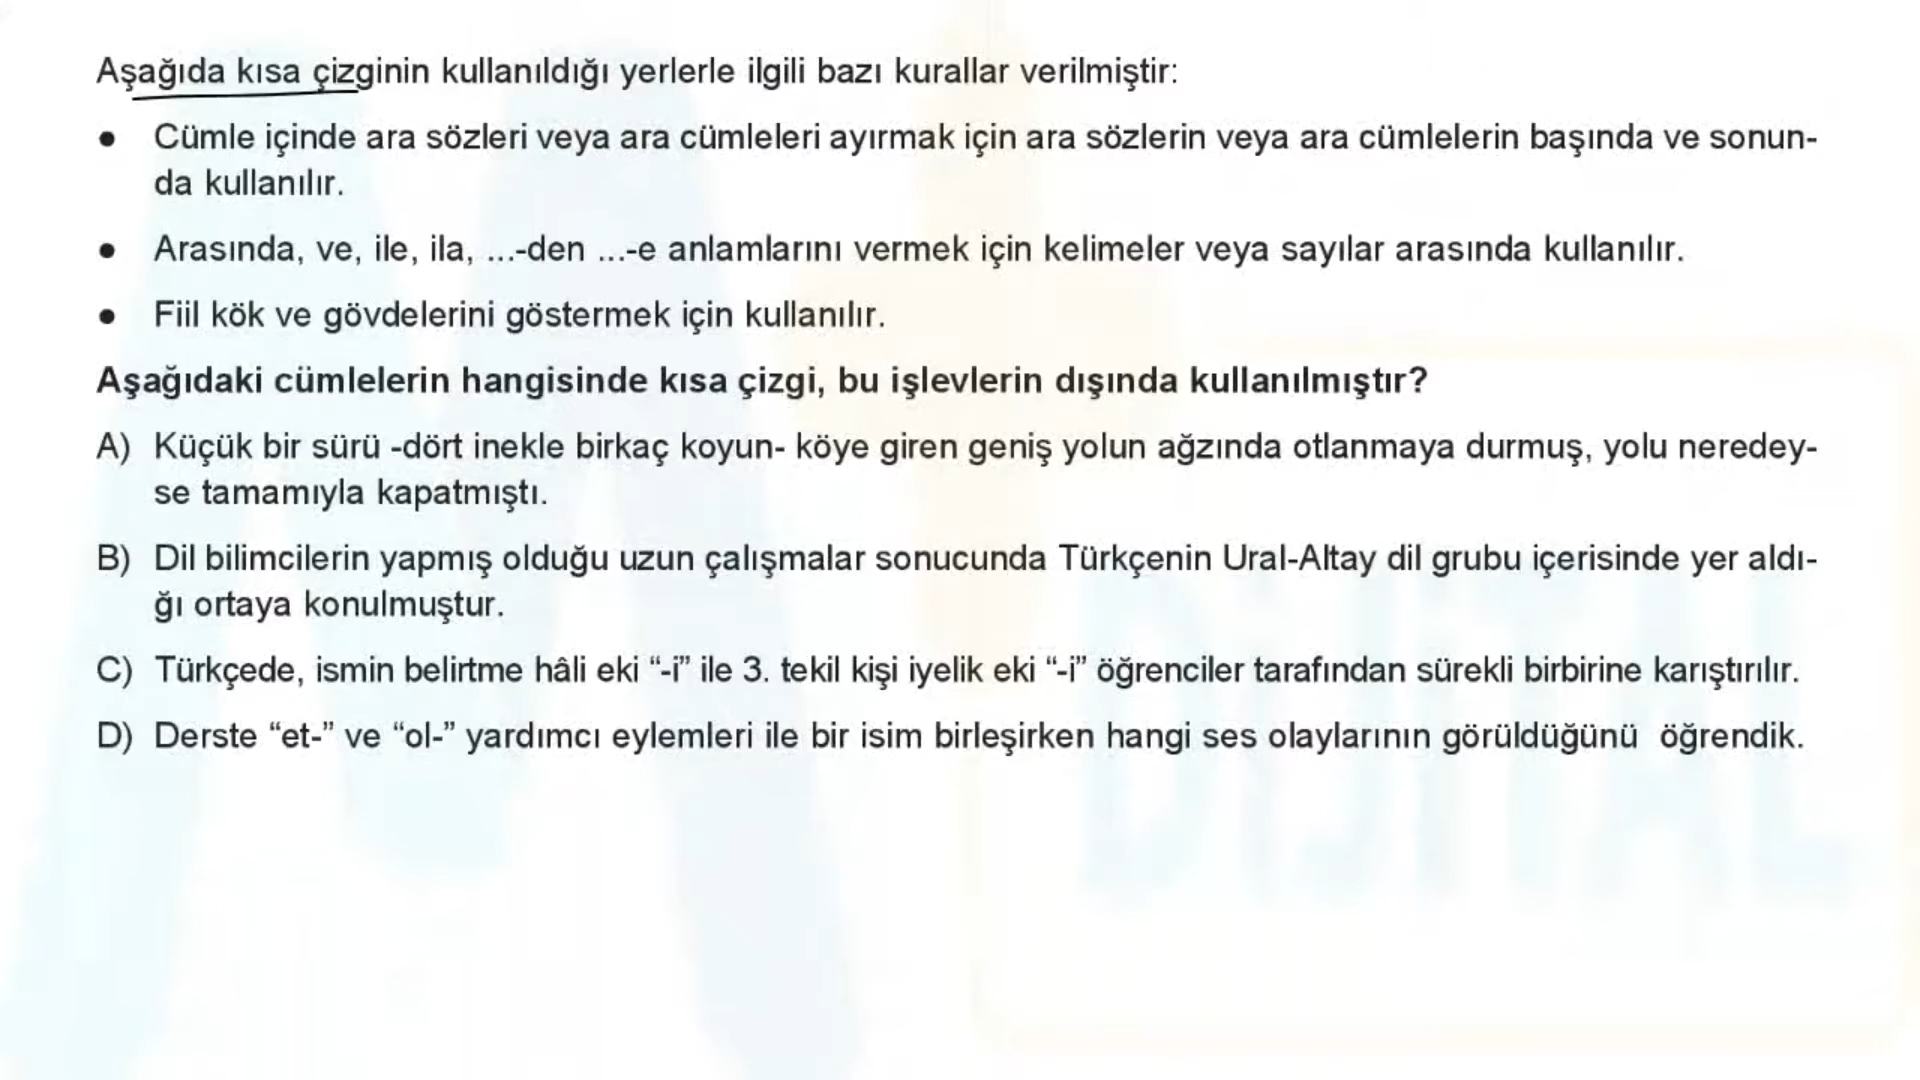 Aşağıda kısa çizginin kullanıldığı yerlerle ilgili bazı kurallar verilmiştir:
● Cümle içinde ara sözleri veya ara cümleleri ayırmak için ara sözlerin veya ara cümlelerin başında ve sonun-
da kullanılır.
● Arasında, ve, ile, ila, ...-den ...-e anlamlarını vermek için kelimeler veya sayılar arasında kullanılır.
● Fiil kök ve gövdelerini göstermek için kullanılır.
Aşağıdaki cümlelerin hangisinde kısa çizgi, bu işlevlerin dışında kullanılmıştır?
A) Küçük bir sürü -dört inekle birkaç koyun- köye giren geniş yolun ağzında otlanmaya durmuş, yolu neredey-
se tamamıyla kapatmıştı.
B) Dil bilimcilerin yapmış olduğu uzun çalışmalar sonucunda Türkçenin Ural-Altay dil grubu içerisinde yer aldı-
ğı ortaya konulmuştur.
C) Türkçede, ismin belirtme hâli eki “-i” ile 3. tekil kişi iyelik eki “-i” öğrenciler tarafından sürekli birbirine karıştırılır.
D) Derste “et-” ve “ol-” yardımcı eylemleri ile bir isim birleşirken hangi ses olaylarının görüldüğünü öğrendik.
DİJİTAL